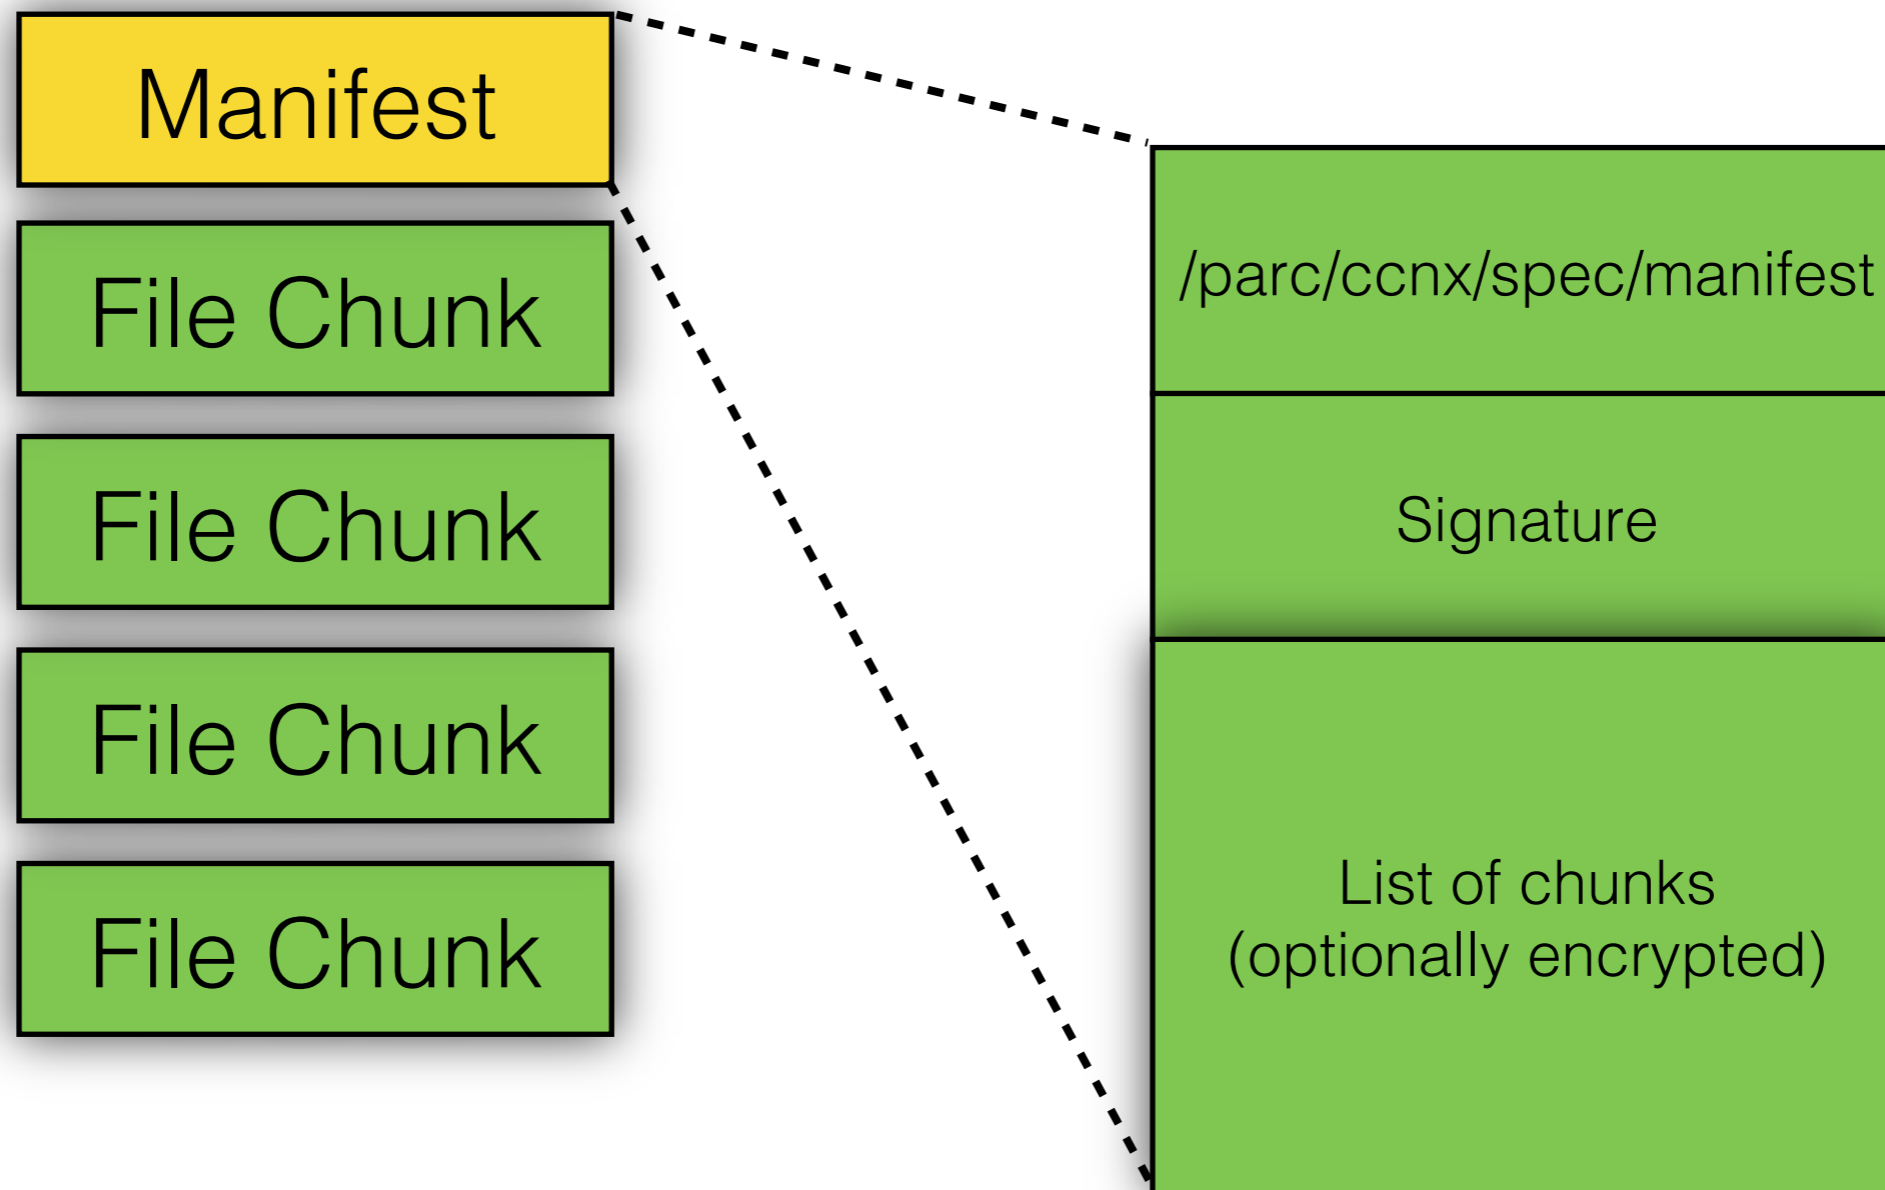 Manifest
File Chunk
File Chunk
File Chunk
File Chunk
/parc/ccnx/spec/manifest
Signature
List of chunks
(optionally encrypted)